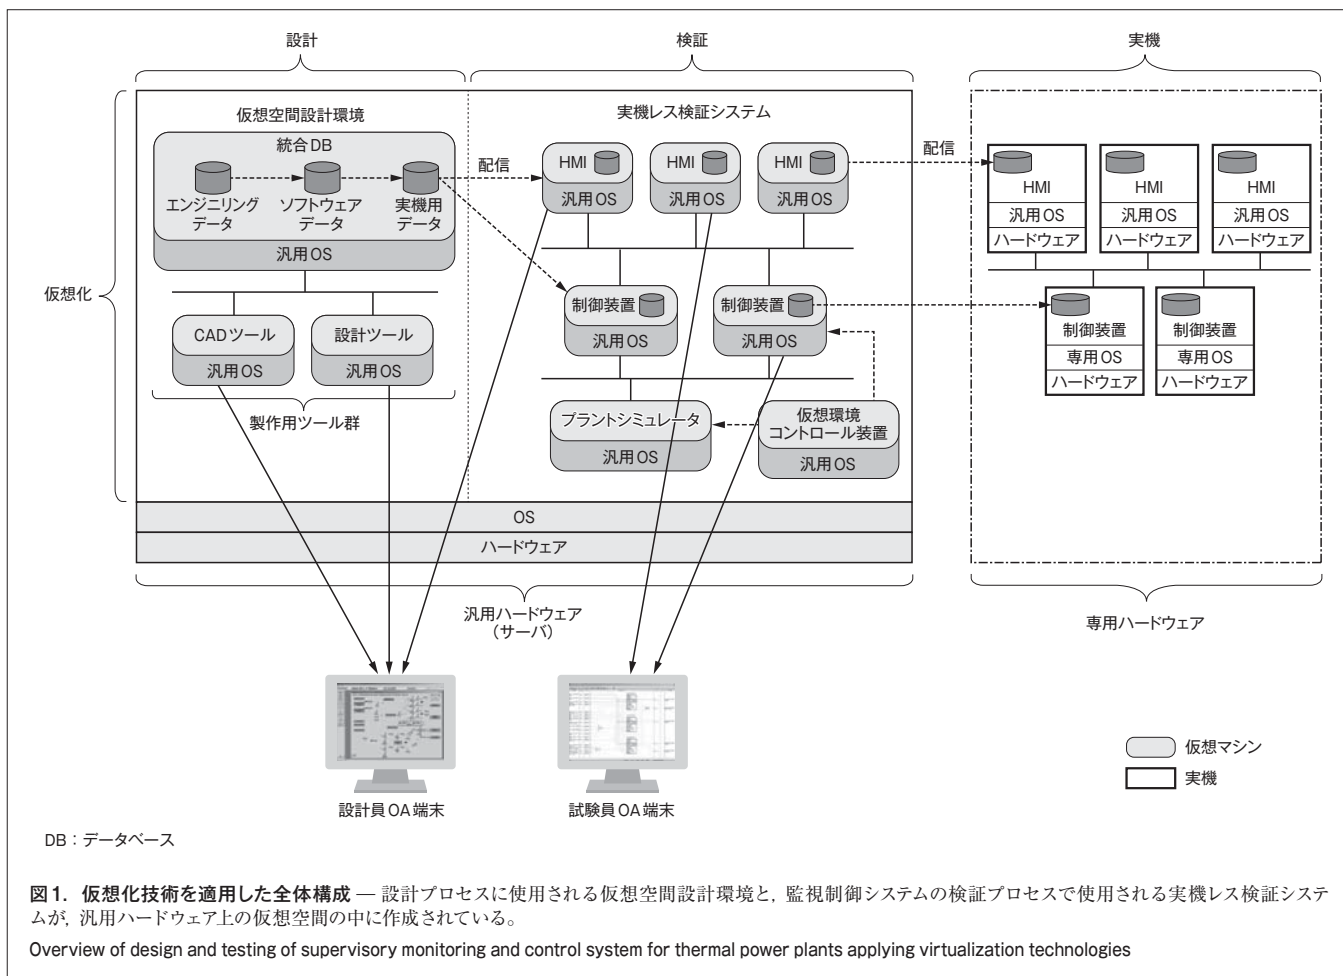 設計
検証
実機
仮想化
仮想空間設計環境
統合DB
エンジニリング
データ
ソフトウェア
データ
実機用
データ
汎用OS
CADツール
汎用OS
設計ツール
汎用OS
製作用ツール群
実機レス検証システム
配信
HMI
汎用OS
HMI
汎用OS
HMI
汎用OS
制御装置
汎用OS
制御装置
汎用OS
プラントシミュレータ
汎用OS
仮想環境
コントロール装置
汎用OS
配信
HMI
汎用OS
ハードウェア
HMI
汎用OS
ハードウェア
HMI
汎用OS
ハードウェア
制御装置
専用OS
ハードウェア
制御装置
専用OS
ハードウェア
OS
ハードウェア
汎用ハードウェア
(サーバ)
専用ハードウェア
設計員OA端末
試験員OA端末
仮想マシン
実機
DB：データベース
図1. 仮想化技術を適用した全体構成 — 設計プロセスに使用される仮想空間設計環境と，監視制御システムの検証プロセスで使用される実機レス検証システ
ムが，汎用ハードウェア上の仮想空間の中に作成されている。
Overview of design and testing of supervisory monitoring and control system for thermal power plants applying virtualization technologies